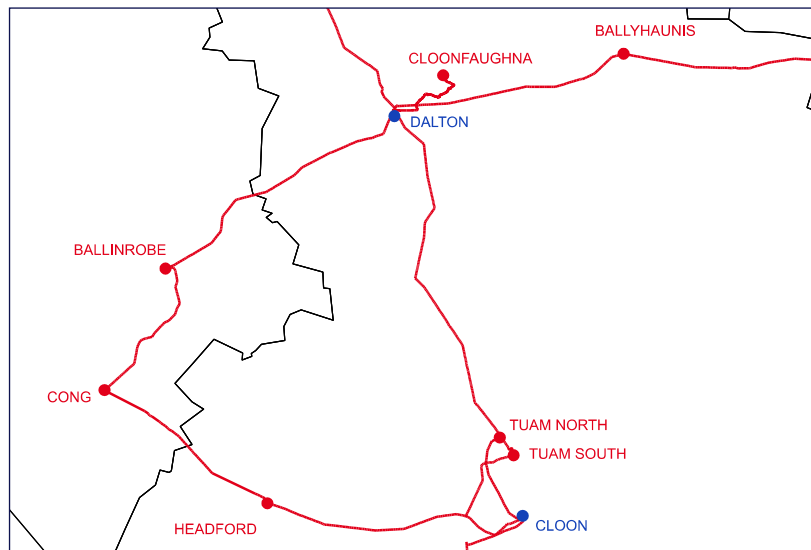 BALLYHAUNIS
CLOONFAUGHNA
DALTON
BALLINROBE
CONG
TUAM NORTH
TUAM SOUTH
HEADFORD
CLOON